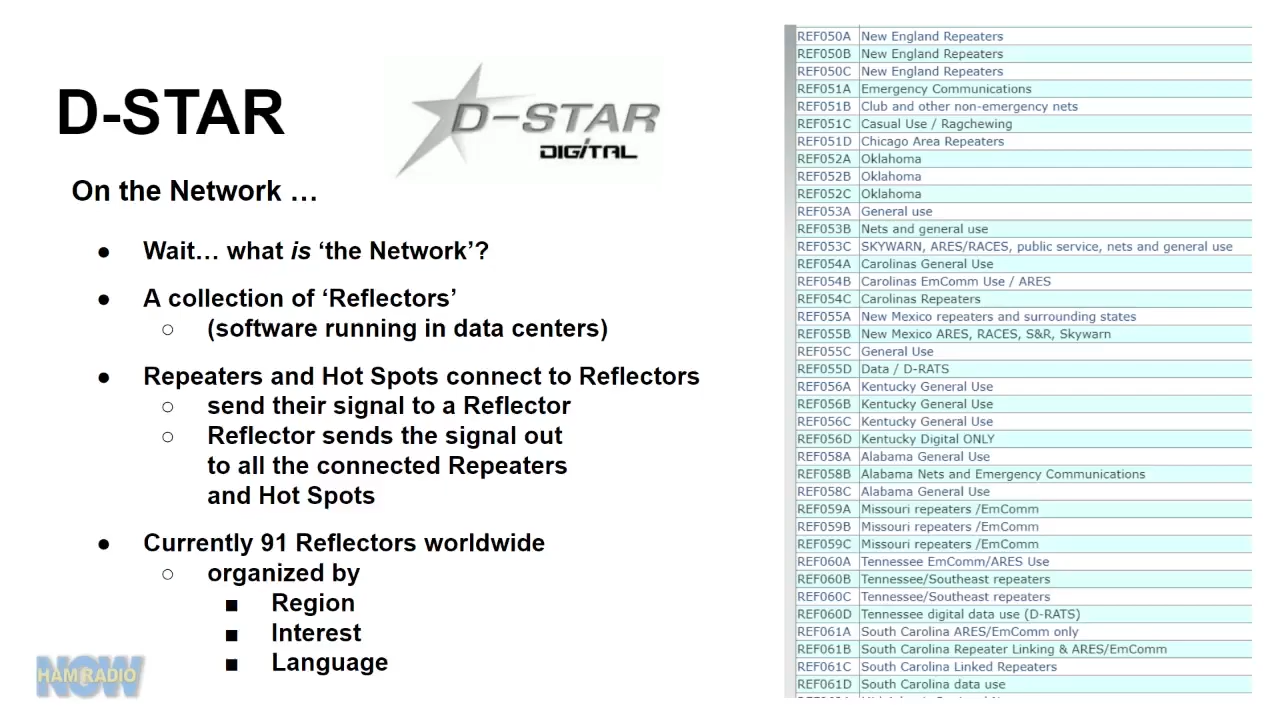 D-STAR
D-STAR
DIGITAL
On the Network …
● Wait… what is ‘the Network’?
● A collection of ‘Reflectors’
○ (software running in data centers)
● Repeaters and Hot Spots connect to Reflectors
○ send their signal to a Reflector
○ Reflector sends the signal out
to all the connected Repeaters
and Hot Spots
● Currently 91 Reflectors worldwide
○ organized by
■ Region
■ Interest
■ Language
NOW
HAM RADIO
REF050A New England Repeaters
REF050B New England Repeaters
REF050C New England Repeaters
REF051A Emergency Communications
REF051B Club and other non-emergency nets
REF051C Casual Use / Ragchewing
REF051D Chicago Area Repeaters
REF052A Oklahoma
REF052B Oklahoma
REF052C Oklahoma
REF053A General use
REF053B Nets and general use
REF053C SKYWARN, ARES/RACES, public service, nets and general use
REF054A Carolinas General Use
REF054B Carolinas EmComm Use / ARES
REF054C Carolinas Repeaters
REF055A New Mexico repeaters and surrounding states
REF055B New Mexico ARES, RACES, S&R, Skywarn
REF055C General Use
REF055D Data / D-RATS
REF056A Kentucky General Use
REF056B Kentucky General Use
REF056C Kentucky General Use
REF056D Kentucky Digital ONLY
REF058A Alabama General Use
REF058B Alabama Nets and Emergency Communications
REF058C Alabama General Use
REF059A Missouri repeaters /EmComm
REF059B Missouri repeaters /EmComm
REF059C Missouri repeaters /EmComm
REF060A Tennessee EmComm/ARES Use
REF060B Tennessee/Southeast repeaters
REF060C Tennessee/Southeast repeaters
REF060D Tennessee digital data use (D-RATS)
REF061A South Carolina ARES/EmComm only
REF061B South Carolina Repeater Linking & ARES/EmComm
REF061C South Carolina Linked Repeaters
REF061D South Carolina data use